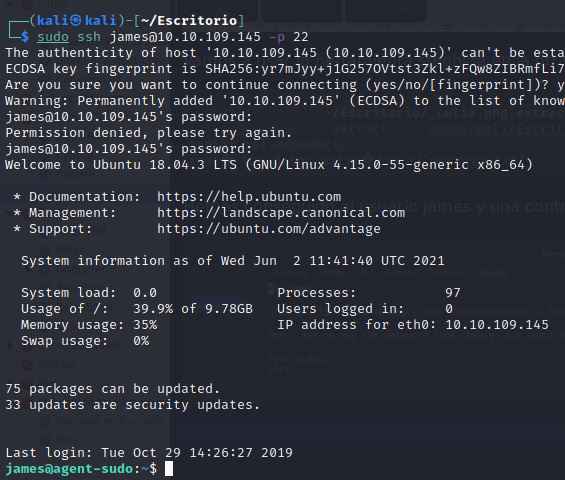 ┌──(kali㉿kali)-[~/Escritorio]
└─$ sudo ssh james@10.10.109.145 -p 22
The authenticity of host '10.10.109.145 (10.10.109.145)' can't be esta
ECDSA key fingerprint is SHA256:yr7mJyy+j1G257OVtst3Zkl+zFQw8ZIBRmfLi7
Are you sure you want to continue connecting (yes/no/[fingerprint])? y
Warning: Permanently added '10.10.109.145' (ECDSA) to the list of know
james@10.10.109.145's password:
Permission denied, please try again.
james@10.10.109.145's password:
Welcome to Ubuntu 18.04.3 LTS (GNU/Linux 4.15.0-55-generic x86_64)
* Documentation: https://help.ubuntu.com
* Management: https://landscape.canonical.com
* Support: https://ubuntu.com/advantage
System information as of Wed Jun 2 11:41:40 UTC 2021
System load: 0.0 Processes: 97
Usage of /: 39.9% of 9.78GB Users logged in: 0
Memory usage: 35% IP address for eth0: 10.10.109.145
Swap usage: 0%
75 packages can be updated.
33 updates are security updates.
Last login: Tue Oct 29 14:26:27 2019
james@agent-sudo:~$